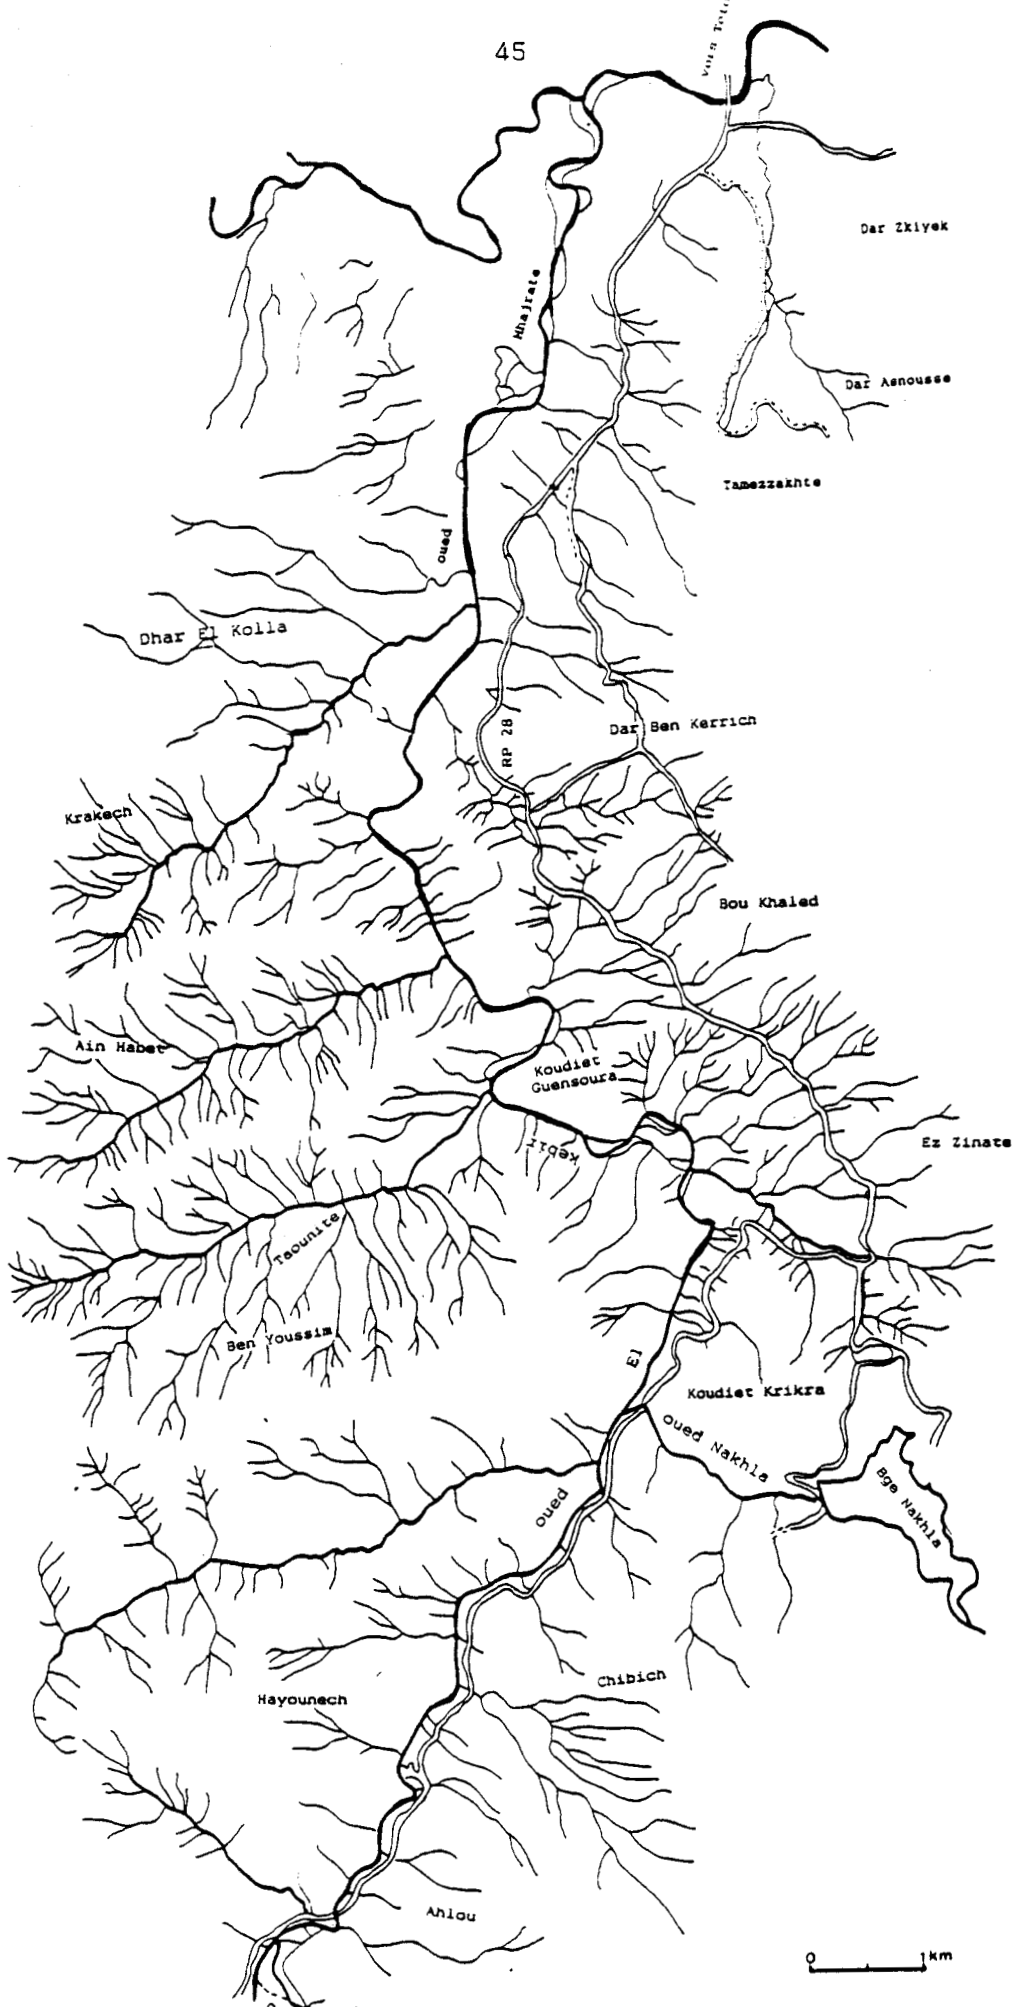 45
vers
Dar Zkiyek
Mhajrate
Dar Asnousse
Tamezzakhte
oued
Dhar El Kolla
RP 28
Dar Ben Kerrich
Krakech
Bou Khaled
Ain Habet
Koudiet
Guensoura
Kebir
Ez Zinate
Taounite
Ben Youssim
El
Koudiet Krikra
oued Nakhla
Bge Nakhla
oued
Chibich
Hayounech
Ahlou
0 1km